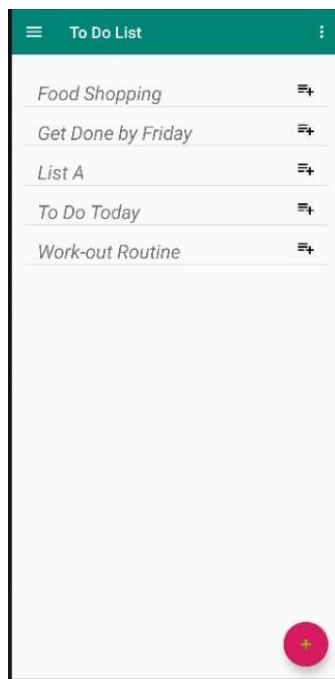 To Do List
Food Shopping
Get Done by Friday
List A
To Do Today
Work-out Routine